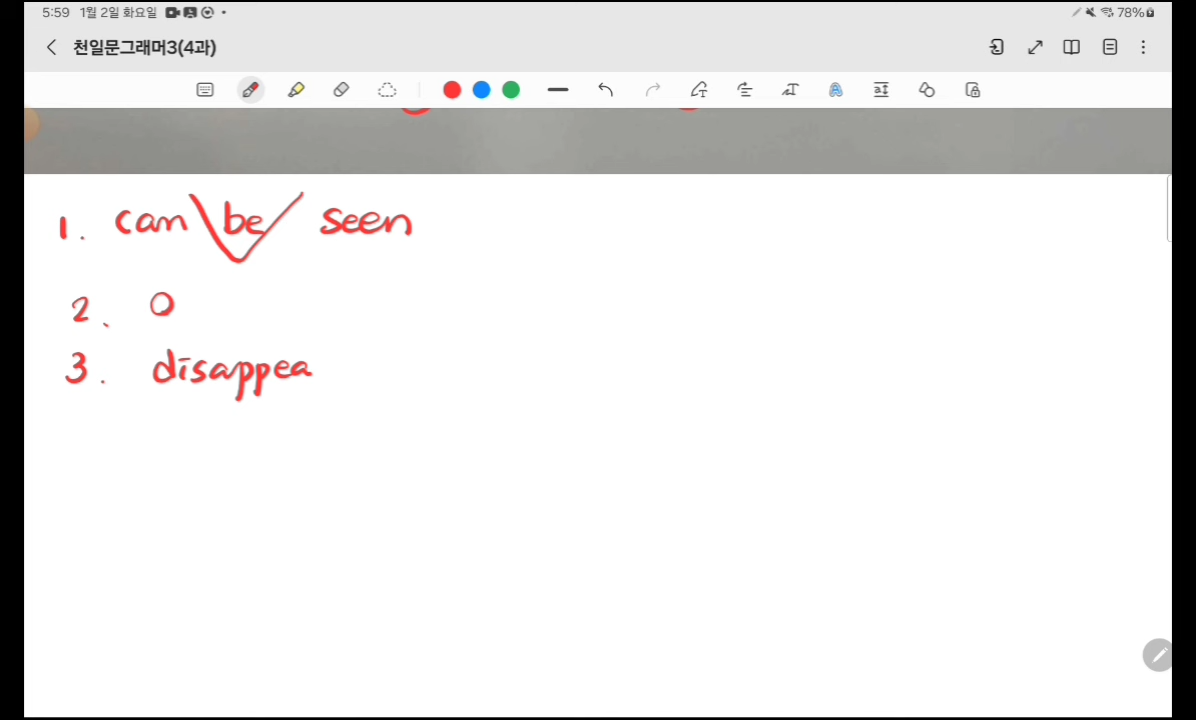 5:59 1월 2일 화요일 78%
천일문그래머3(4과)
1. can be seen
2. O
3. disappea